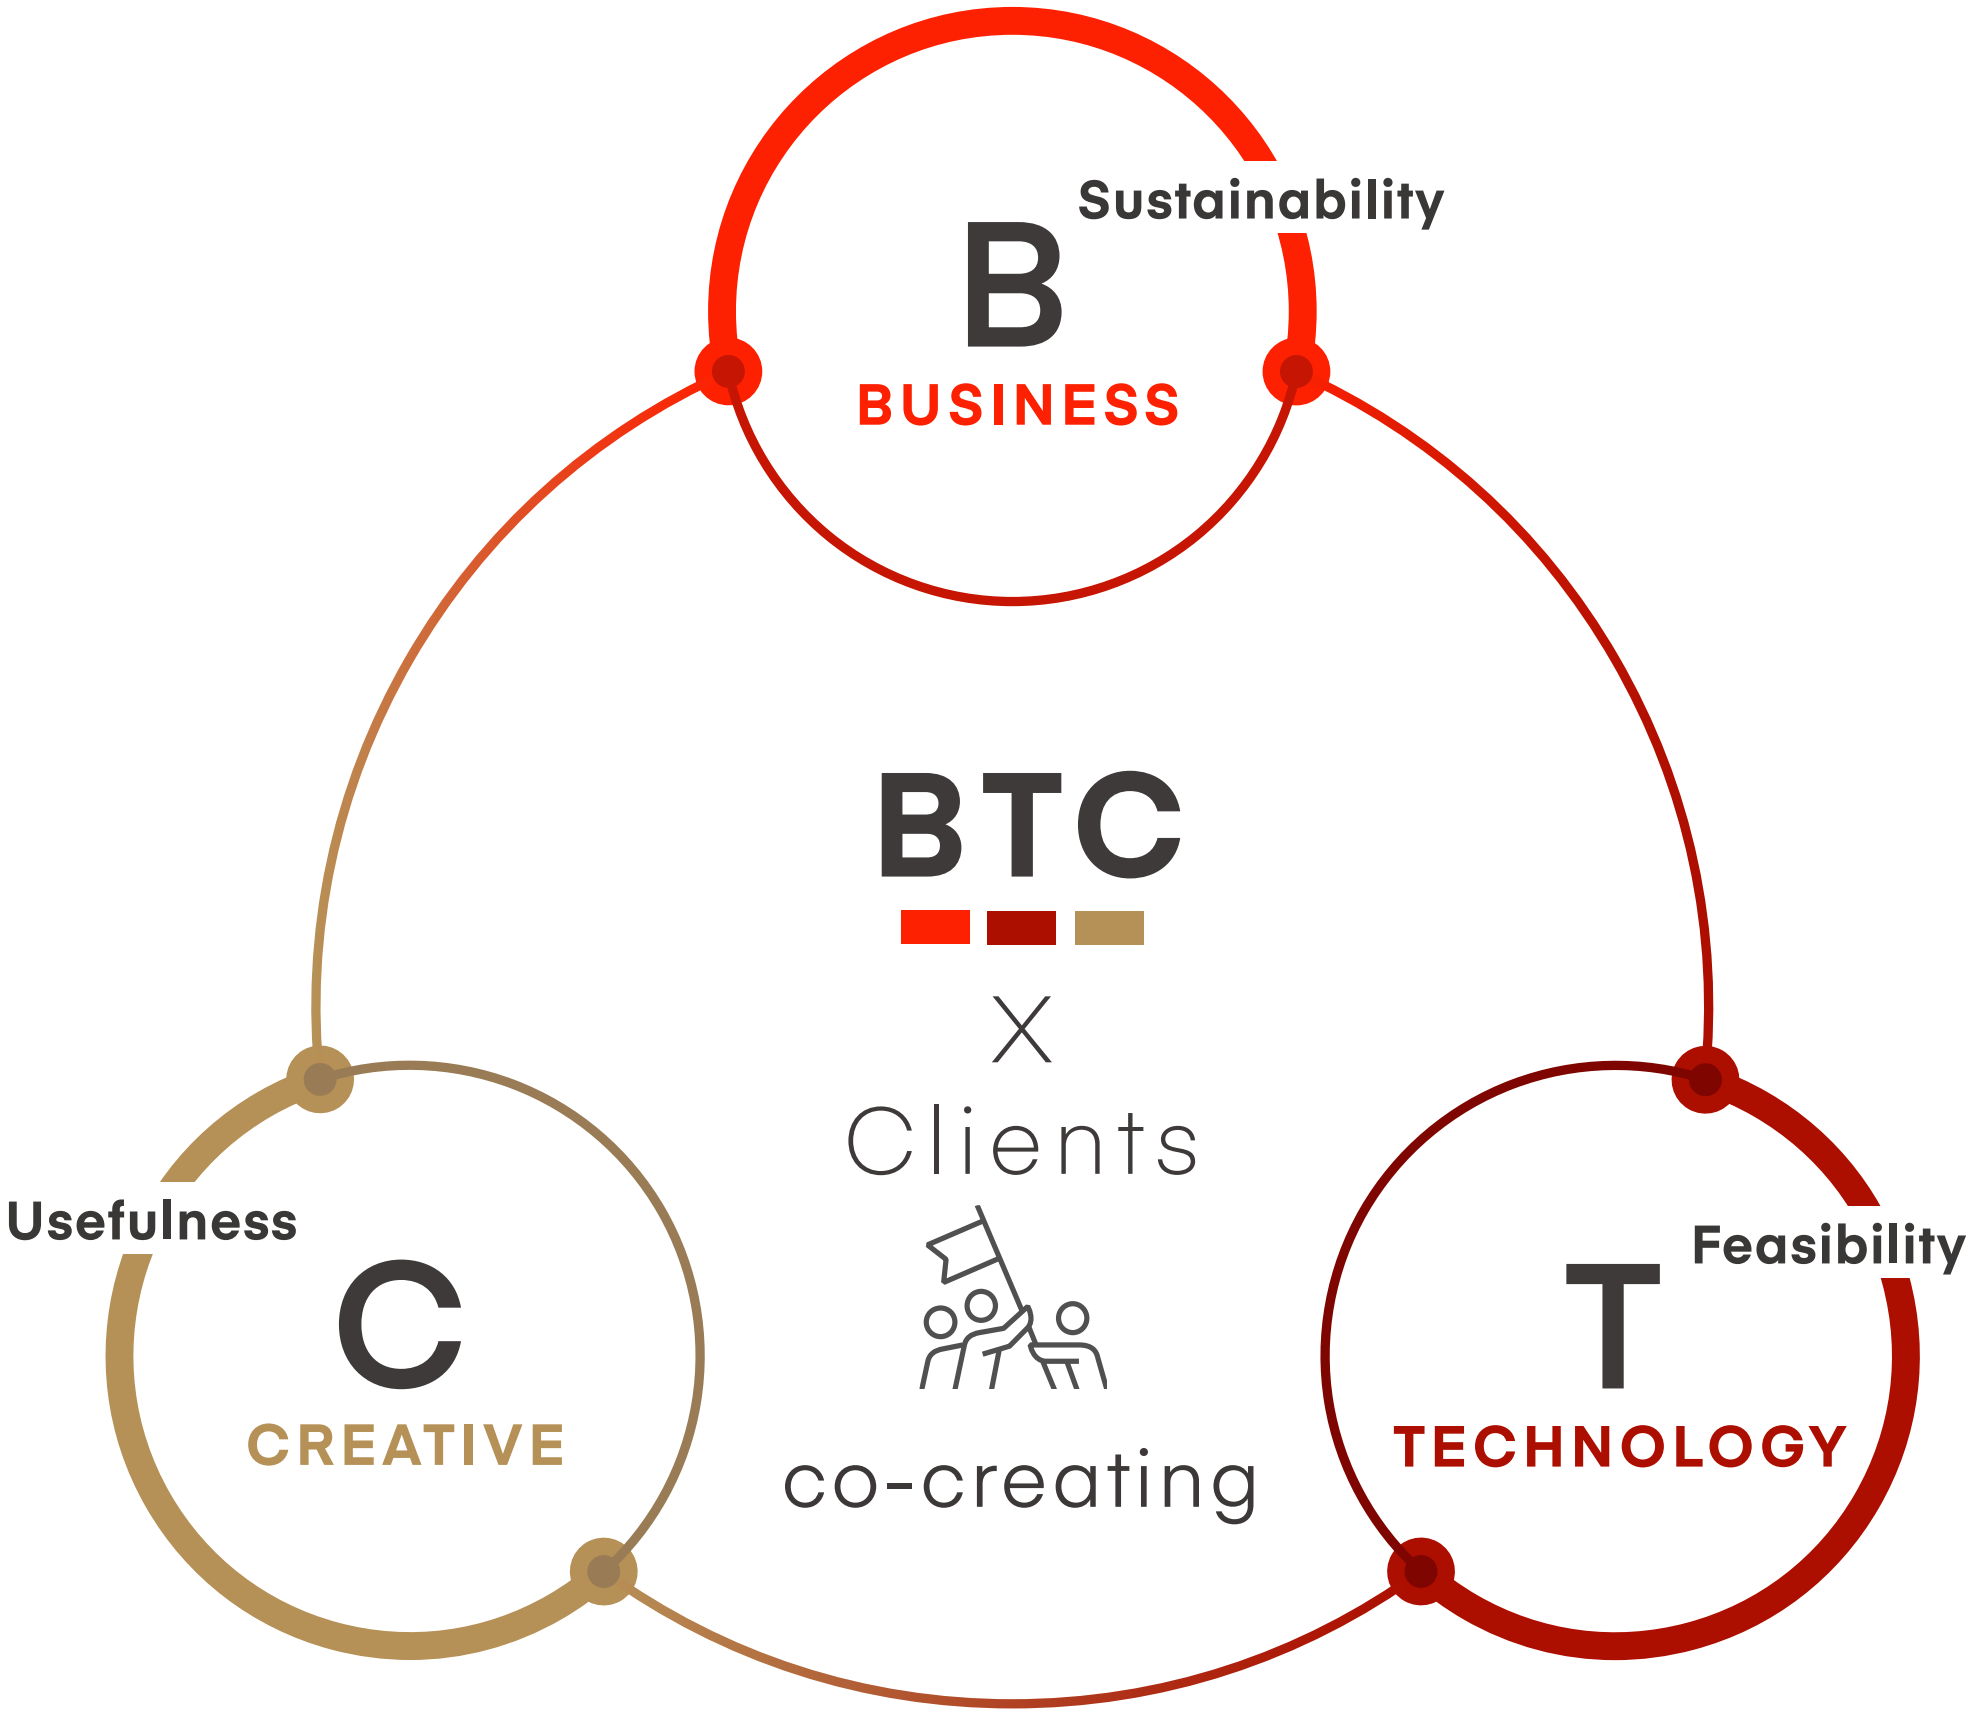 Sustainability
B
BUSINESS
BTC
X
Clients
co-creating
Usefulness
C
CREATIVE
Feasibility
T
TECHNOLOGY